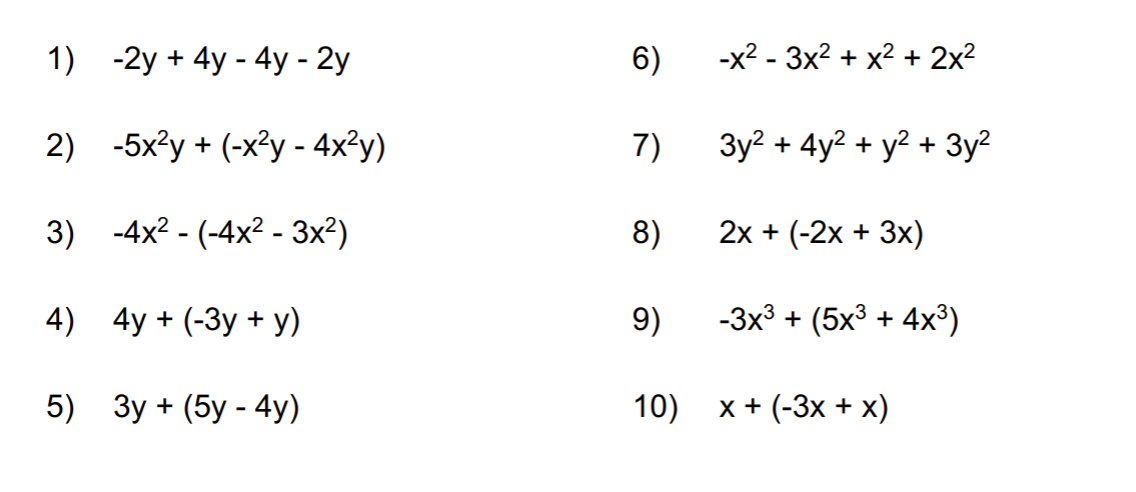 1) -2y + 4y - 4y - 2y
2) -5x²y + (-x²y - 4x²y)
3) -4x² - (-4x² - 3x²)
4) 4y + (-3y + y)
5) 3y + (5y - 4y)
6) -x² - 3x² + x² + 2x²
7) 3y² + 4y² + y² + 3y²
8) 2x + (-2x + 3x)
9) -3x³ + (5x³ + 4x³)
10) x + (-3x + x)